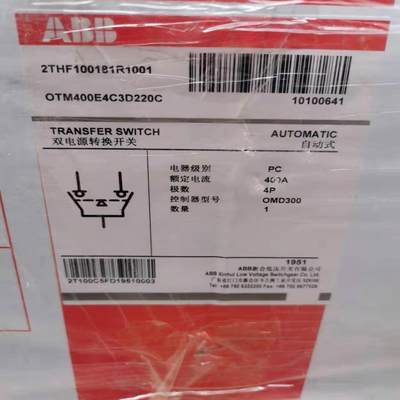 ABB
2THF100181R1001
OTM400E4C3D220C 10100641
TRANSFER SWITCH AUTOMATIC
双电源转换开关 自动式
电器级别 PC
额定电流 400A
极数 4P
控制器型号 OMD300
数量 1
1951
ABB新会低压开关有限公司
ABB Xinhui Low Voltage Switchgear Co. Ltd.
2T100C5FD19510003